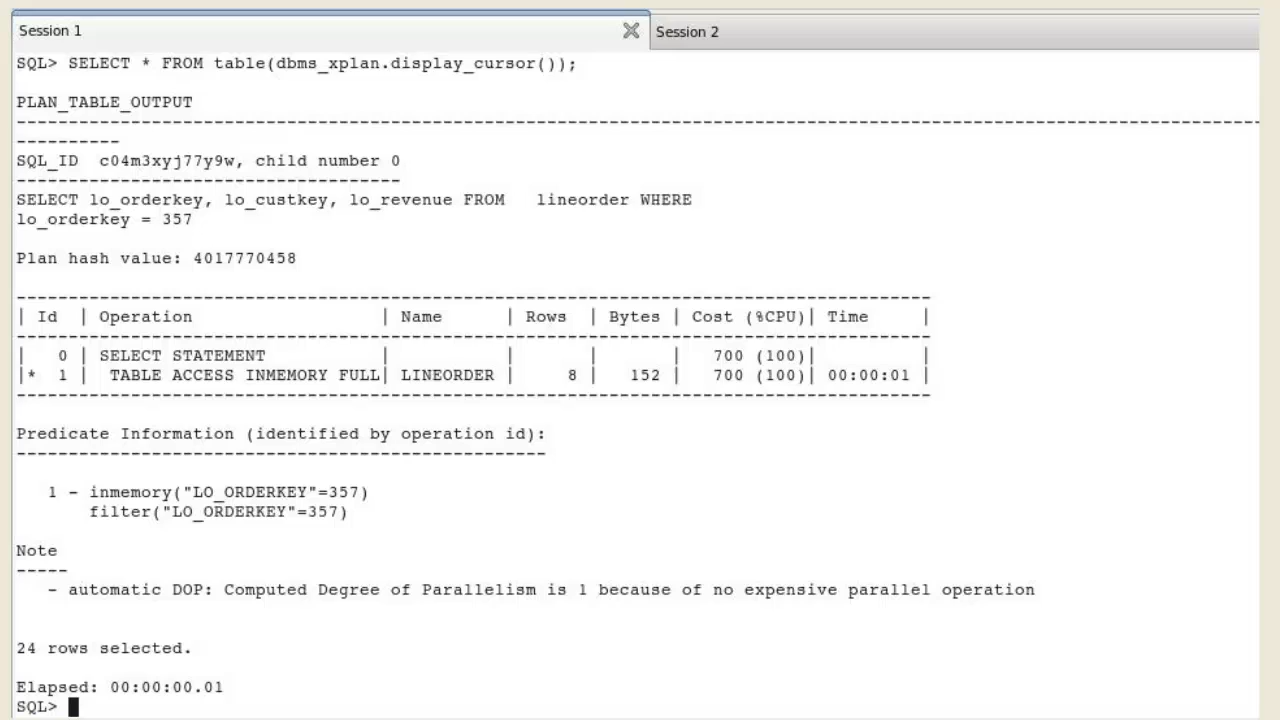 Session 1
Session 2
SQL> SELECT * FROM table(dbms_xplan.display_cursor());
PLAN_TABLE_OUTPUT
------------------------------------------------------------------------------------------------------------------------
----------
SQL_ID  c04m3xyj77y9w, child number 0
-------------------------------------
SELECT lo_orderkey, lo_custkey, lo_revenue FROM   lineorder WHERE
lo_orderkey = 357
Plan hash value: 4017770458
----------------------------------------------------------------------------------------
| Id  | Operation                  | Name      | Rows  | Bytes | Cost (%CPU)| Time     |
----------------------------------------------------------------------------------------
|   0 | SELECT STATEMENT           |           |       |       |   700 (100)|          |
|*  1 |  TABLE ACCESS INMEMORY FULL| LINEORDER |     8 |   152 |   700 (100)| 00:00:01 |
----------------------------------------------------------------------------------------
Predicate Information (identified by operation id):
---------------------------------------------------
   1 - inmemory("LO_ORDERKEY"=357)
       filter("LO_ORDERKEY"=357)
Note
-----
   - automatic DOP: Computed Degree of Parallelism is 1 because of no expensive parallel operation
24 rows selected.
Elapsed: 00:00:00.01
SQL>